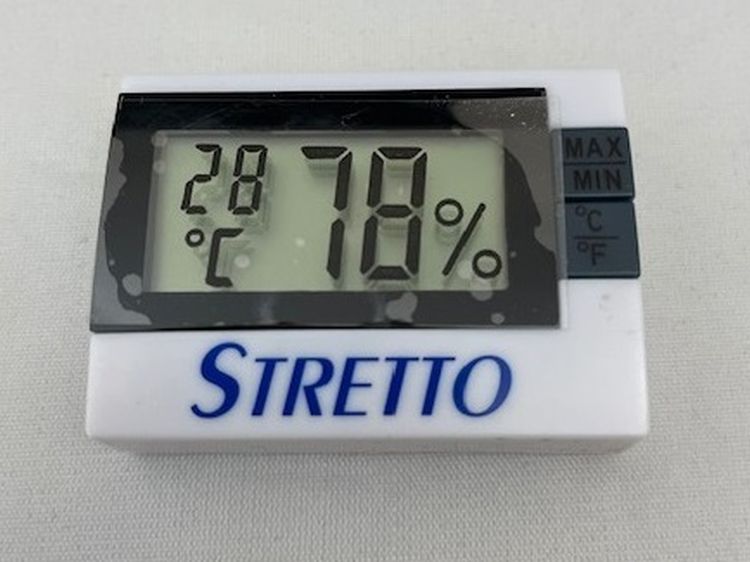 28 °C 78%
MAX
MIN
°C
°F
STRETTO